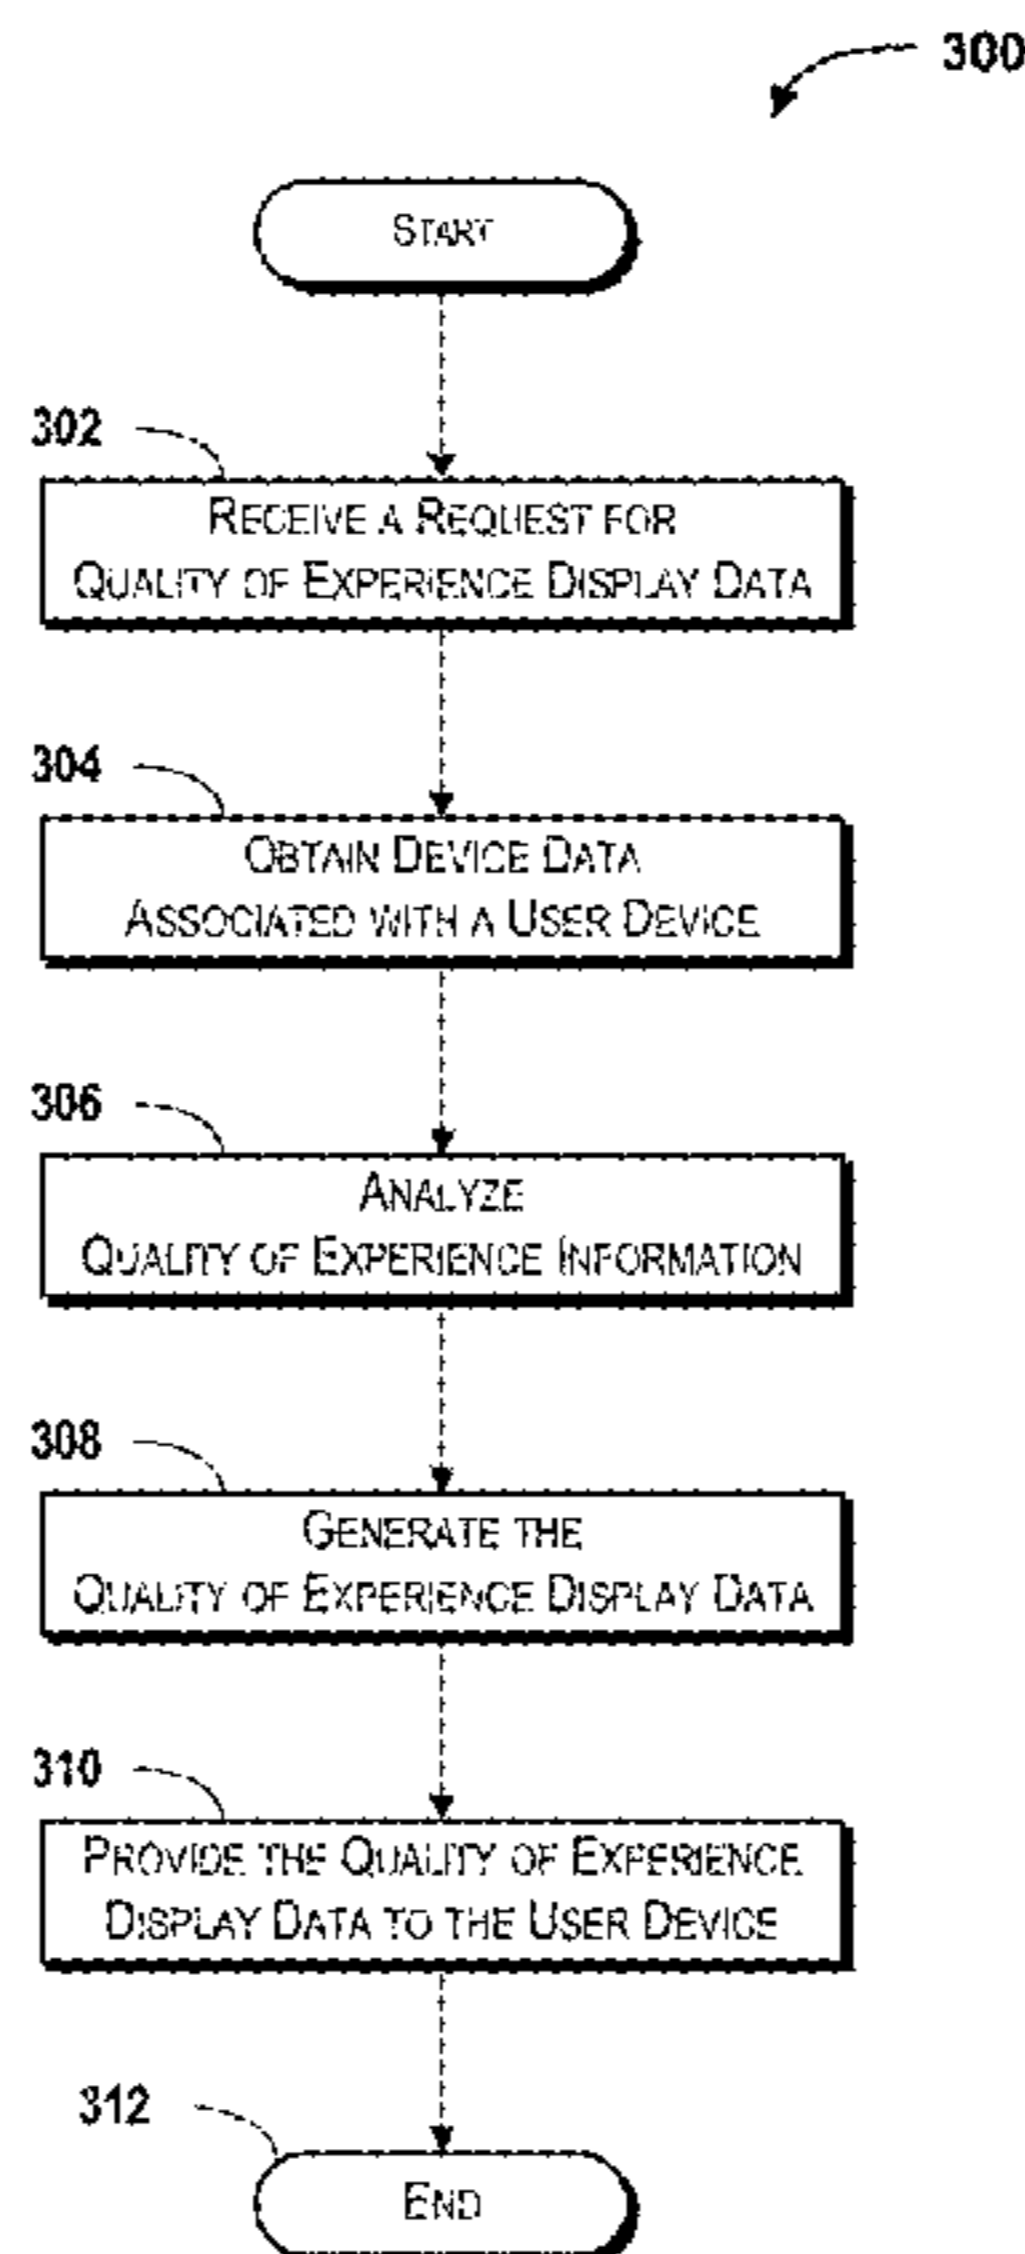 300
START
302
RECEIVE A REQUEST FOR
QUALITY OF EXPERIENCE DISPLAY DATA
304
OBTAIN DEVICE DATA
ASSOCIATED WITH A USER DEVICE
306
ANALYZE
QUALITY OF EXPERIENCE INFORMATION
308
GENERATE THE
QUALITY OF EXPERIENCE DISPLAY DATA
310
PROVIDE THE QUALITY OF EXPERIENCE
DISPLAY DATA TO THE USER DEVICE
312
END